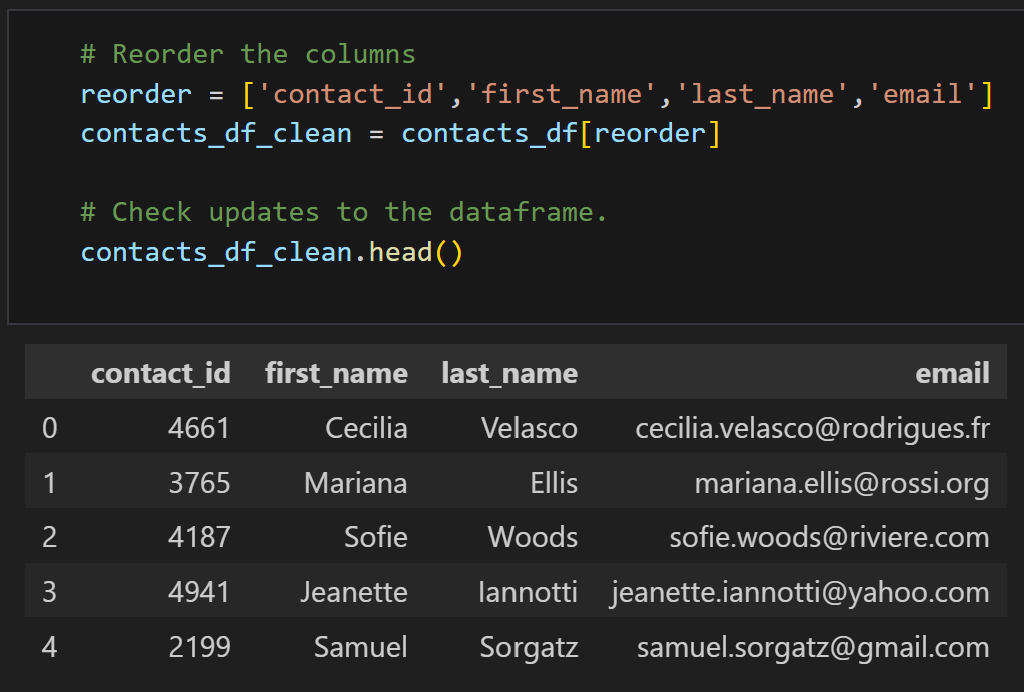 # Reorder the columns
reorder = ['contact_id','first_name','last_name','email']
contacts_df_clean = contacts_df[reorder]
# Check updates to the dataframe.
contacts_df_clean.head()
contact_id first_name last_name email
0 4661 Cecilia Velasco cecilia.velasco@rodrigues.fr
1 3765 Mariana Ellis mariana.ellis@rossi.org
2 4187 Sofie Woods sofie.woods@riviere.com
3 4941 Jeanette Iannotti jeanette.iannotti@yahoo.com
4 2199 Samuel Sorgatz samuel.sorgatz@gmail.com